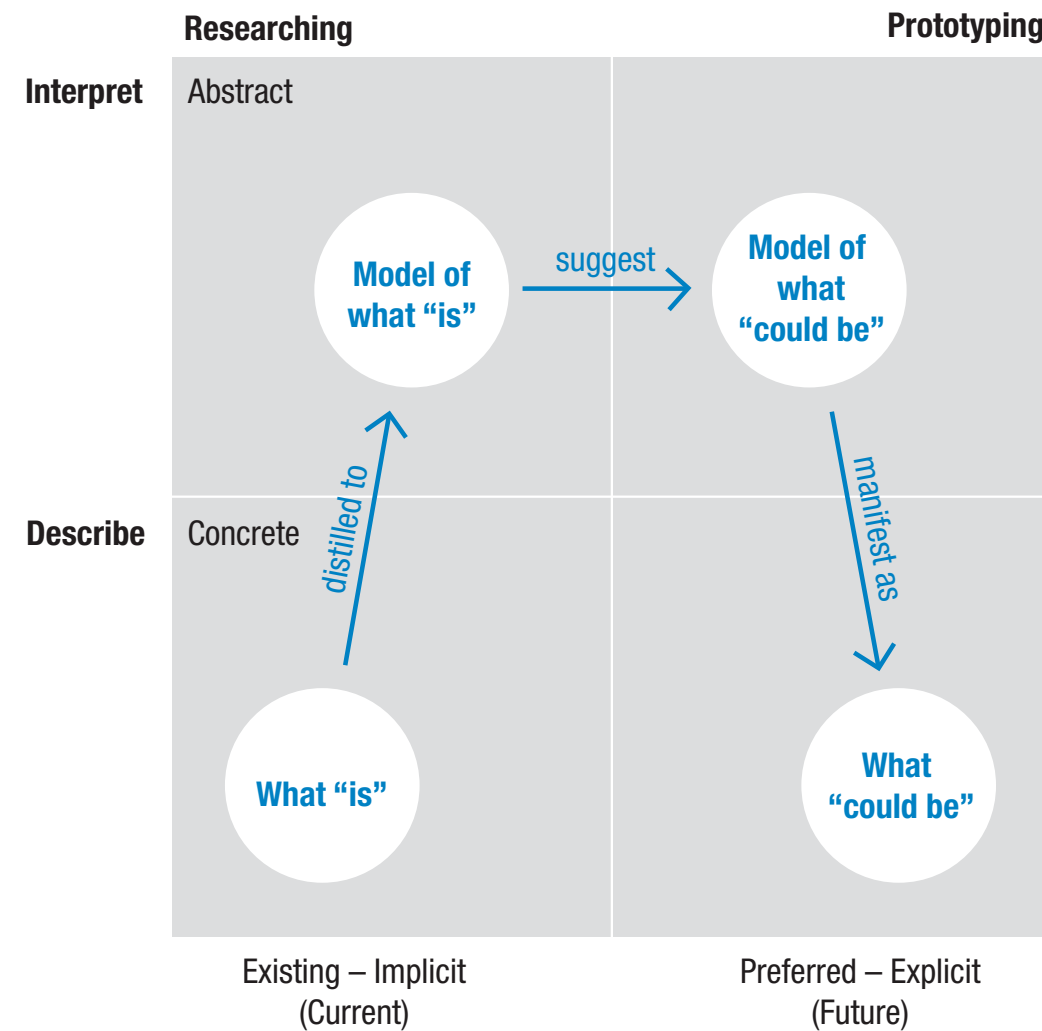 Researching
Prototyping
Interpret
Abstract
Model of
what “is”
suggest
Model of
what
“could be”
distilled to
manifest as
Describe
Concrete
What “is”
What
“could be”
Existing – Implicit
(Current)
Preferred – Explicit
(Future)